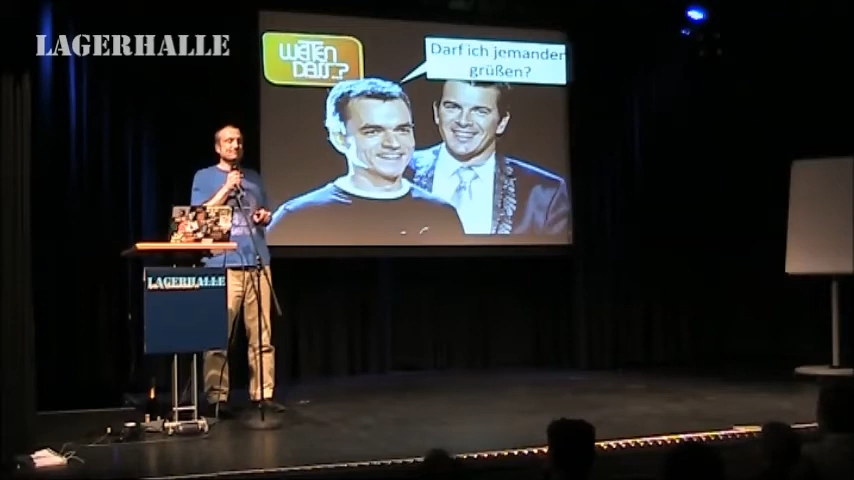 LAGERHALLE
WETTEN
DASS..?
Darf ich jemanden
grüßen?
LAGERHALLE